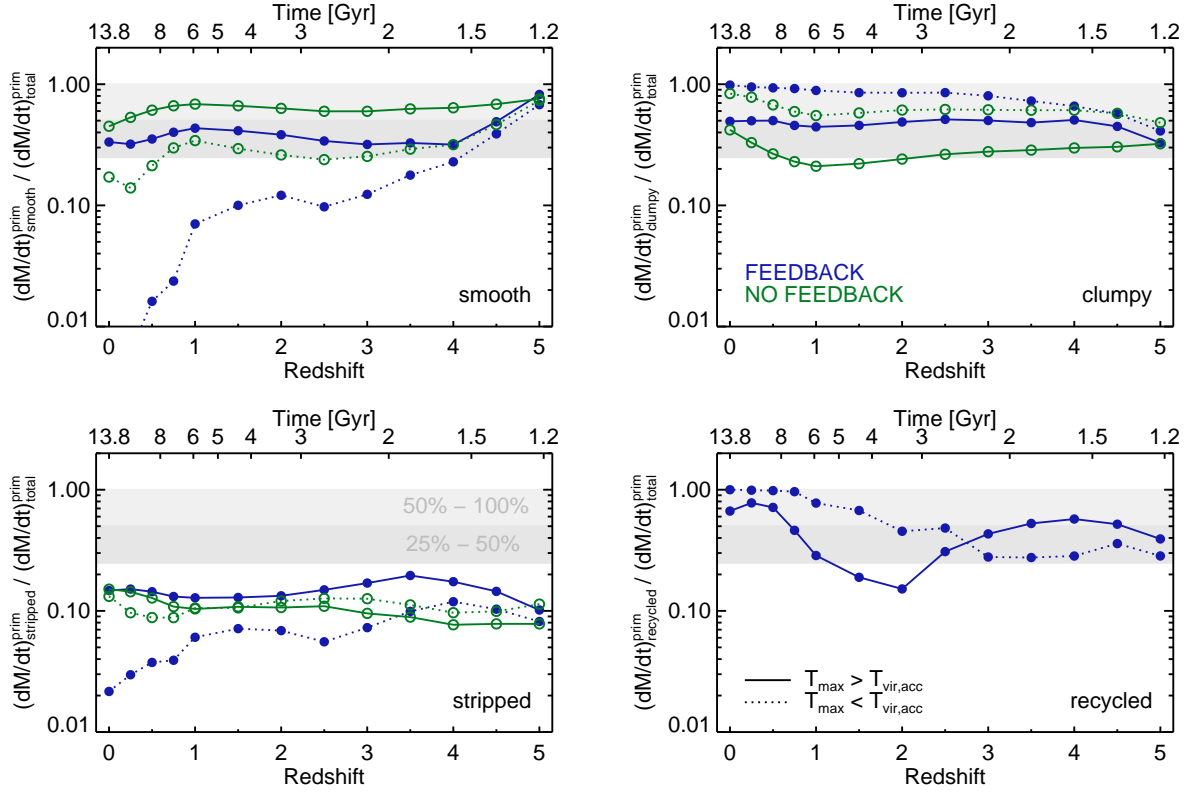 Time [Gyr]
13.8 8 6 5 4 3 2 1.5 1.2
1.00
0.10
0.01
(dM/dt)^prim_smooth / (dM/dt)^prim_total
smooth
0 1 2 3 4 5
Redshift
Time [Gyr]
13.8 8 6 5 4 3 2 1.5 1.2
1.00
0.10
0.01
(dM/dt)^prim_clumpy / (dM/dt)^prim_total
FEEDBACK
NO FEEDBACK
clumpy
0 1 2 3 4 5
Redshift
Time [Gyr]
13.8 8 6 5 4 3 2 1.5 1.2
1.00
0.10
0.01
(dM/dt)^prim_stripped / (dM/dt)^prim_total
50% – 100%
25% – 50%
stripped
0 1 2 3 4 5
Redshift
Time [Gyr]
13.8 8 6 5 4 3 2 1.5 1.2
1.00
0.10
0.01
(dM/dt)^prim_recycled / (dM/dt)^prim_total
T_max > T_vir,acc
T_max < T_vir,acc
recycled
0 1 2 3 4 5
Redshift